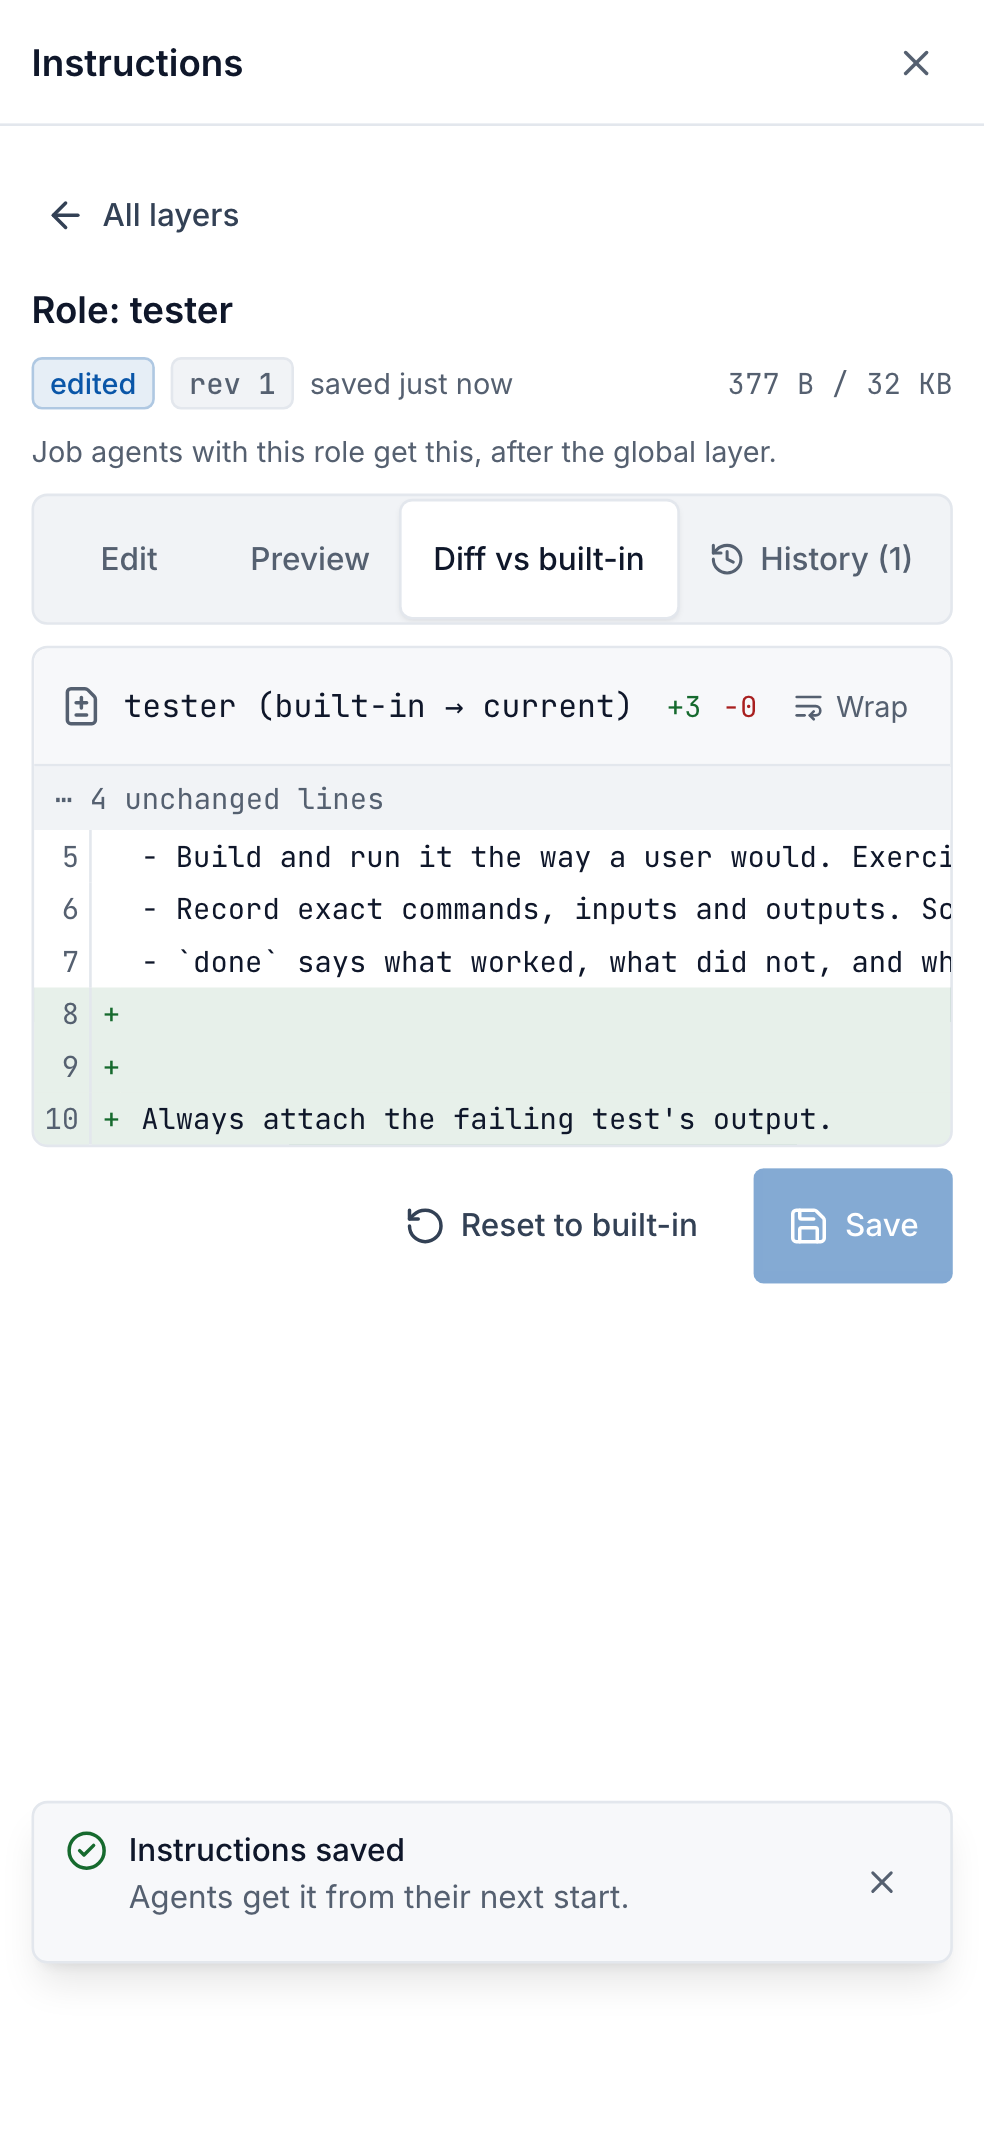 Instructions
All layers
Role: tester
edited rev 1 saved just now 377 B / 32 KB
Job agents with this role get this, after the global layer.
Edit Preview Diff vs built-in History (1)
tester (built-in → current) +3 -0 Wrap
⋯ 4 unchanged lines
5 - Build and run it the way a user would. Exerci
6 - Record exact commands, inputs and outputs. Sc
7 - `done` says what worked, what did not, and wh
8 +
9 +
10 + Always attach the failing test's output.
Reset to built-in Save
Instructions saved
Agents get it from their next start.